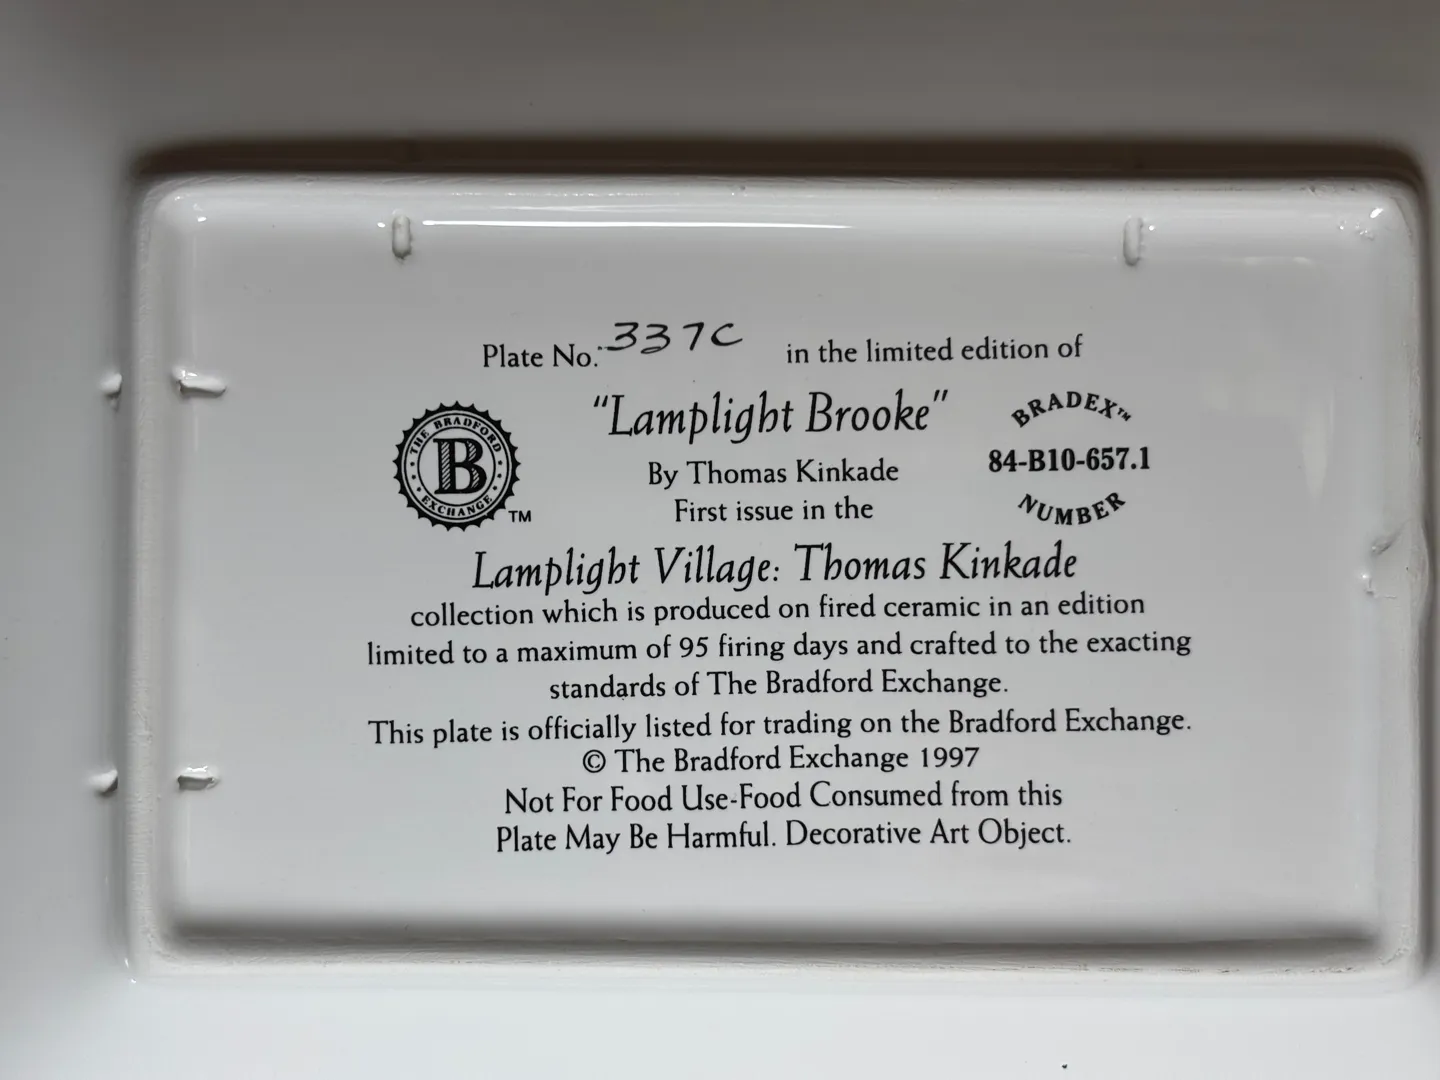 Plate No. 337C in the limited edition of
"Lamplight Brooke"
By Thomas Kinkade
First issue in the
THE BRADFORD
B
EXCHANGE
TM
BRADEX™
84-B10-657.1
NUMBER
Lamplight Village: Thomas Kinkade
collection which is produced on fired ceramic in an edition
limited to a maximum of 95 firing days and crafted to the exacting
standards of The Bradford Exchange.
This plate is officially listed for trading on the Bradford Exchange.
© The Bradford Exchange 1997
Not For Food Use-Food Consumed from this
Plate May Be Harmful. Decorative Art Object.